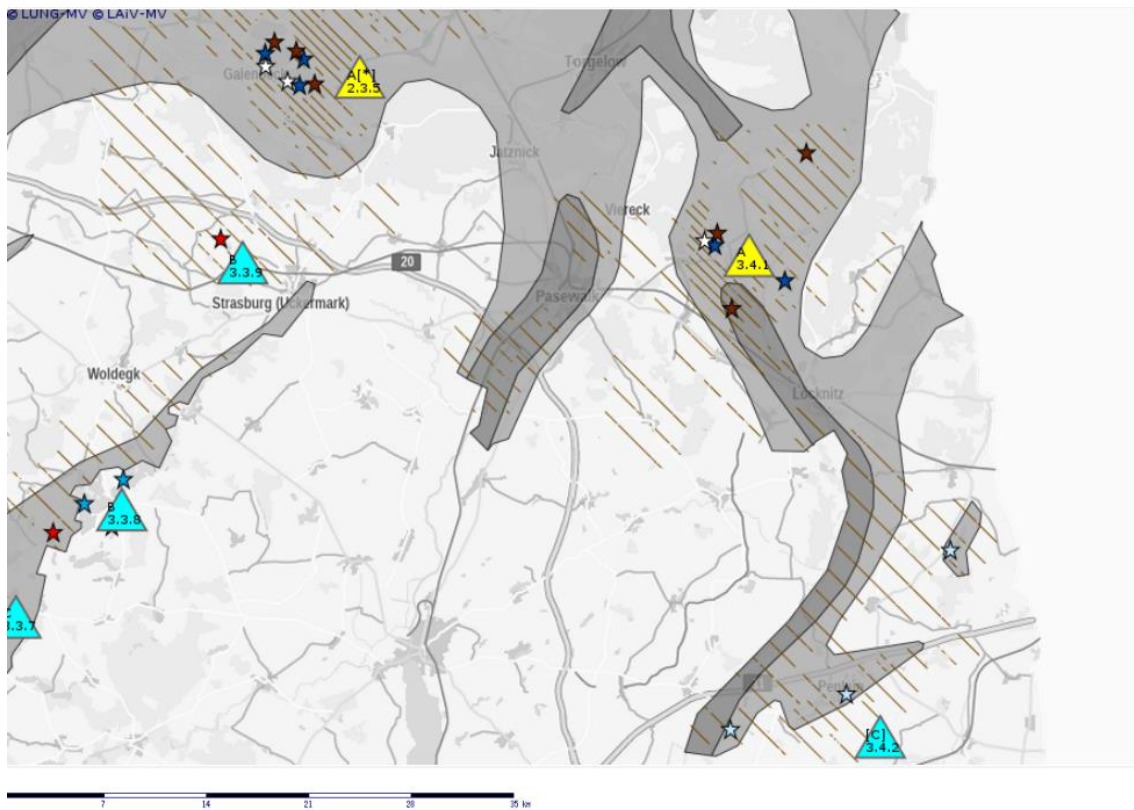 © LUNG-MV © LAiV-MV
Torgelow
A[*]
2.3.5
Jatznick
Viereck
B
3.3.9
20
A
3.4.1
Strasburg (Uckermark)
Pasewalk
Woldegk
Löcknitz
B
3.3.8
C
3.3.7
Penkun
[C]
3.4.2
7 14 21 28 35 km